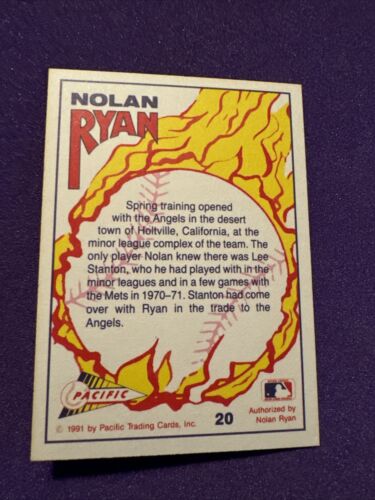 NOLAN
RYAN
Spring training opened
with the Angels in the desert
town of Holtville, California, at
the minor league complex of the team. The
only player Nolan knew there was Lee
Stanton, who he had played with in the
minor leagues and in a few games with
the Mets in 1970–71. Stanton had come
over with Ryan in the trade to the
Angels.
PACIFIC
© 1991 by Pacific Trading Cards, Inc.
20
Authorized by
Nolan Ryan